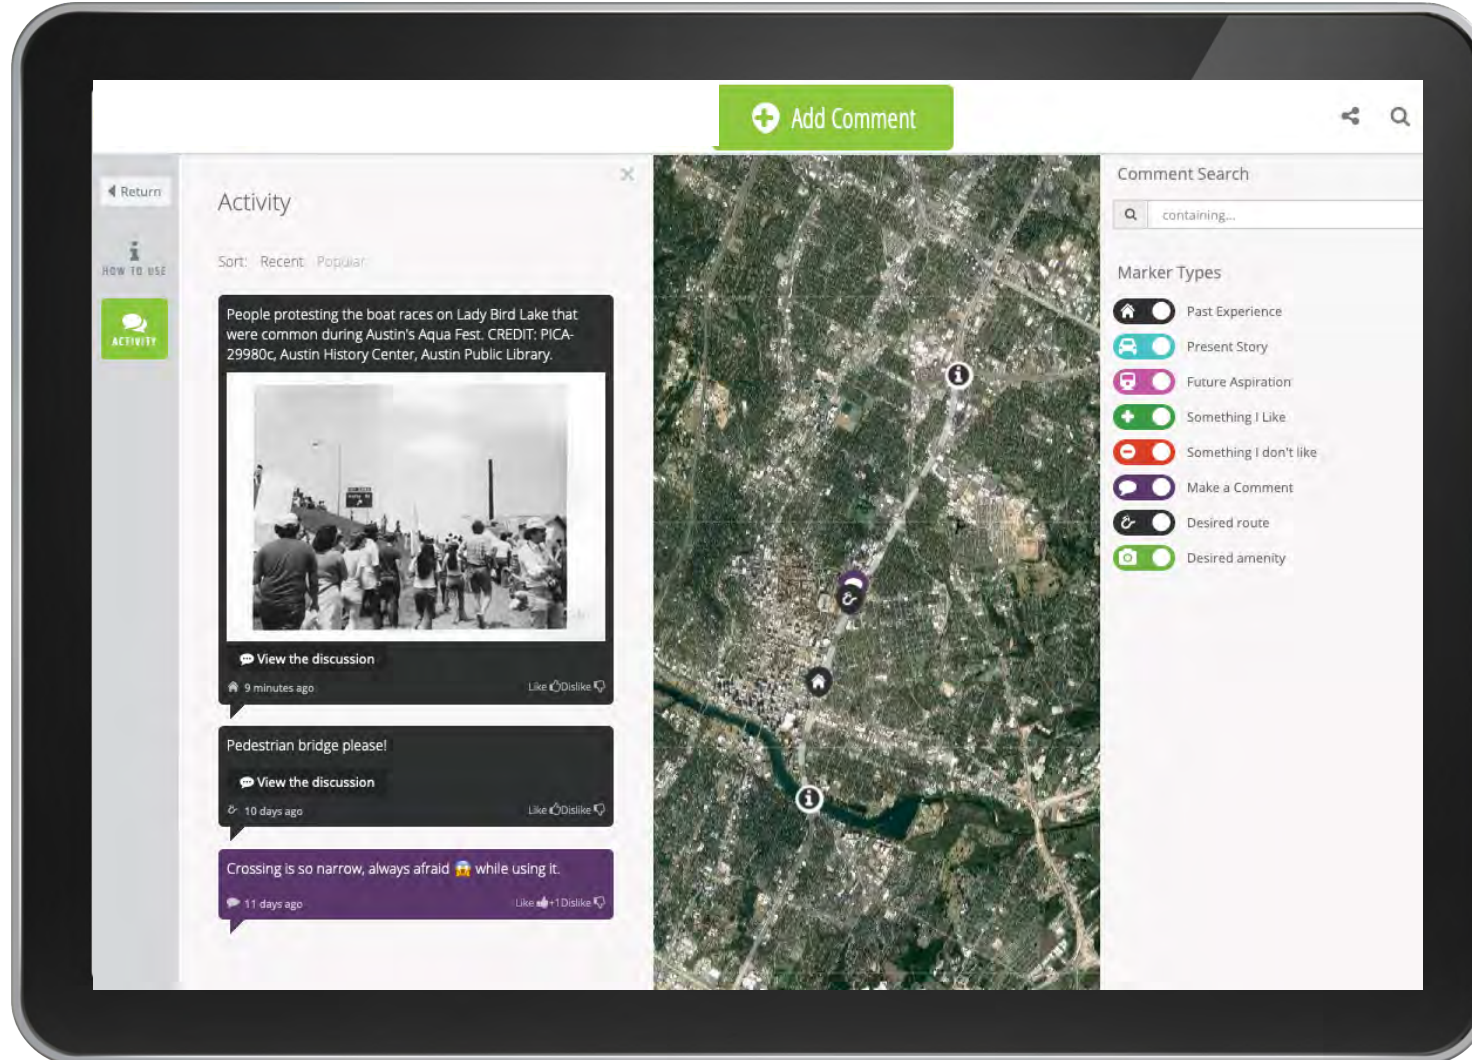 Add Comment
Return
HOW TO USE
ACTIVITY
Activity
Sort: Recent Popular
People protesting the boat races on Lady Bird Lake that
were common during Austin's Aqua Fest. CREDIT: PICA-
29980c, Austin History Center, Austin Public Library.
View the discussion
9 minutes ago
Like Dislike
Pedestrian bridge please!
View the discussion
10 days ago
Like Dislike
Crossing is so narrow, always afraid 😱 while using it.
11 days ago
Like +1 Dislike
Comment Search
containing...
Marker Types
Past Experience
Present Story
Future Aspiration
Something I Like
Something I don't like
Make a Comment
Desired route
Desired amenity